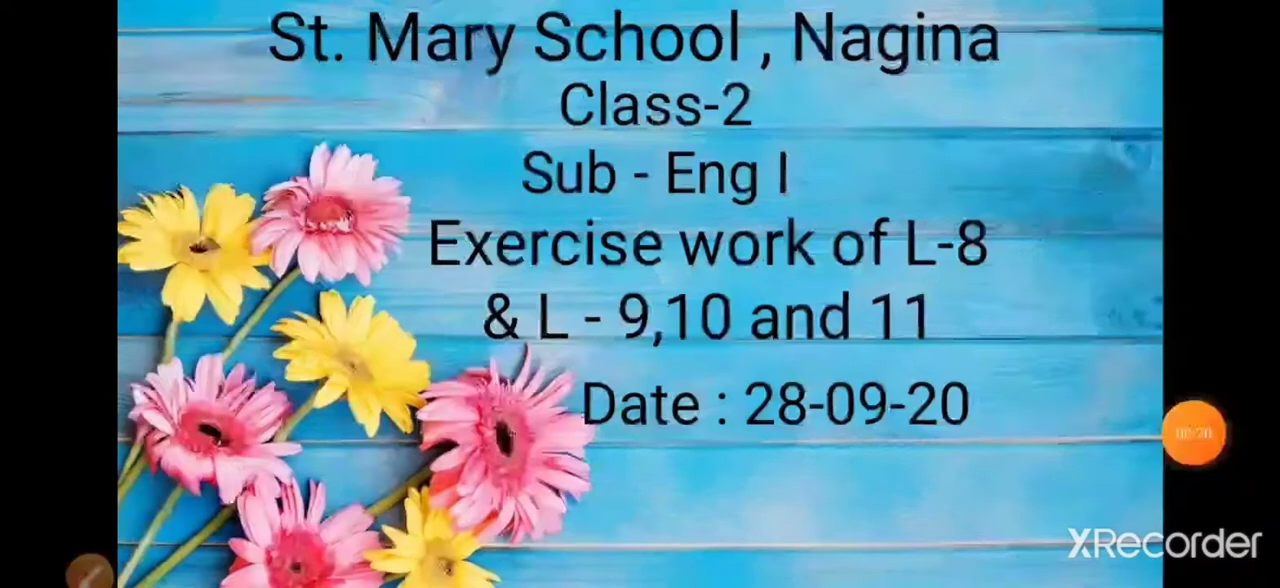 St. Mary School , Nagina
Class-2
Sub - Eng I
Exercise work of L-8
& L - 9,10 and 11
Date : 28-09-20
XRecorder